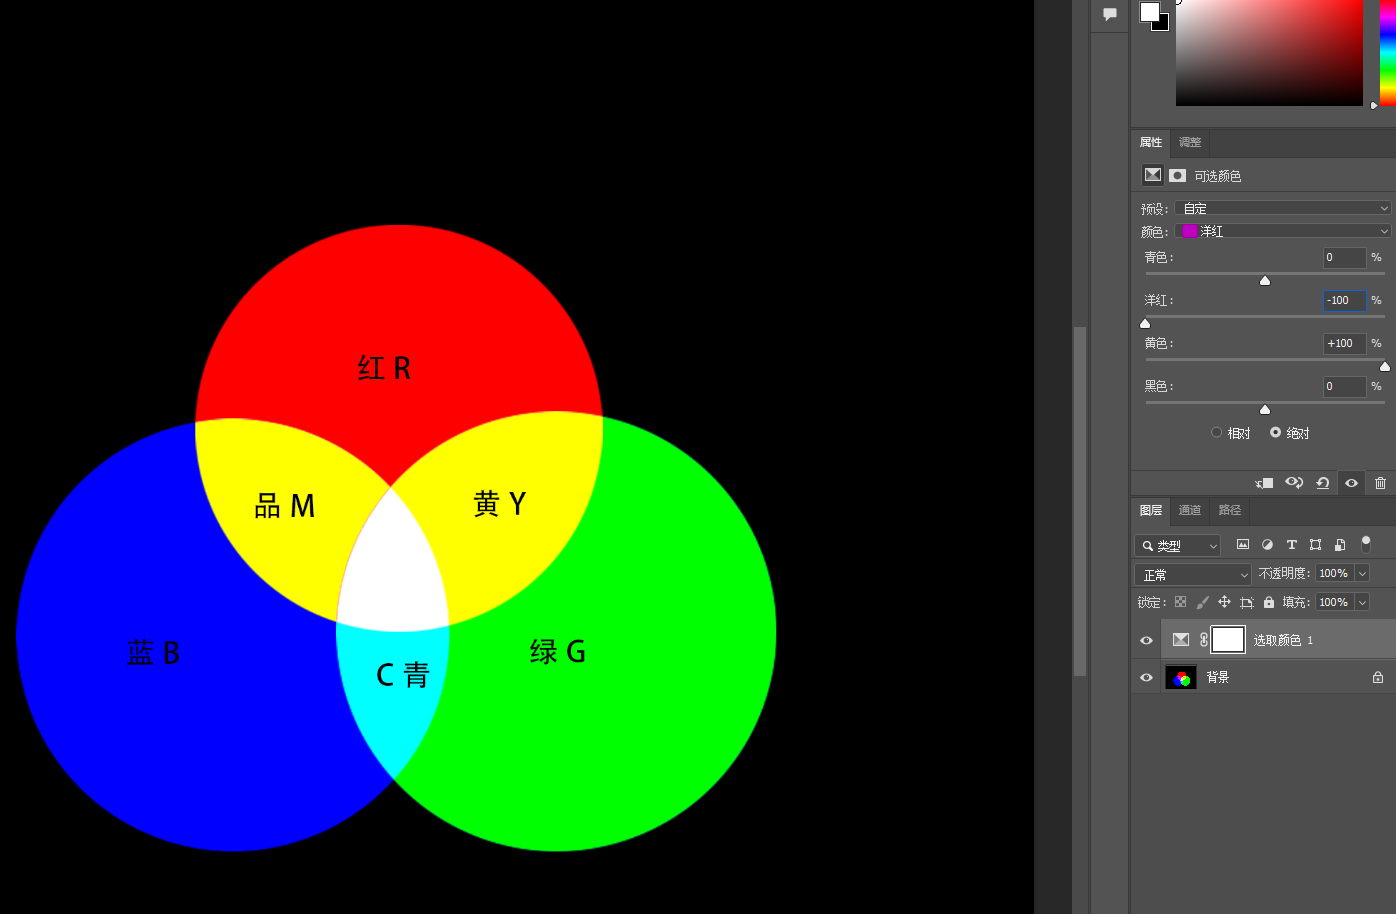 红 R
品 M
黄 Y
蓝 B
C 青
绿 G
属性 调整
可选颜色
预设: 自定
颜色: 洋红
青色: 0 %
洋红: -100 %
黄色: +100 %
黑色: 0 %
相对 绝对
图层 通道 路径
类型
正常 不透明度: 100%
锁定: 填充: 100%
选取颜色 1
背景